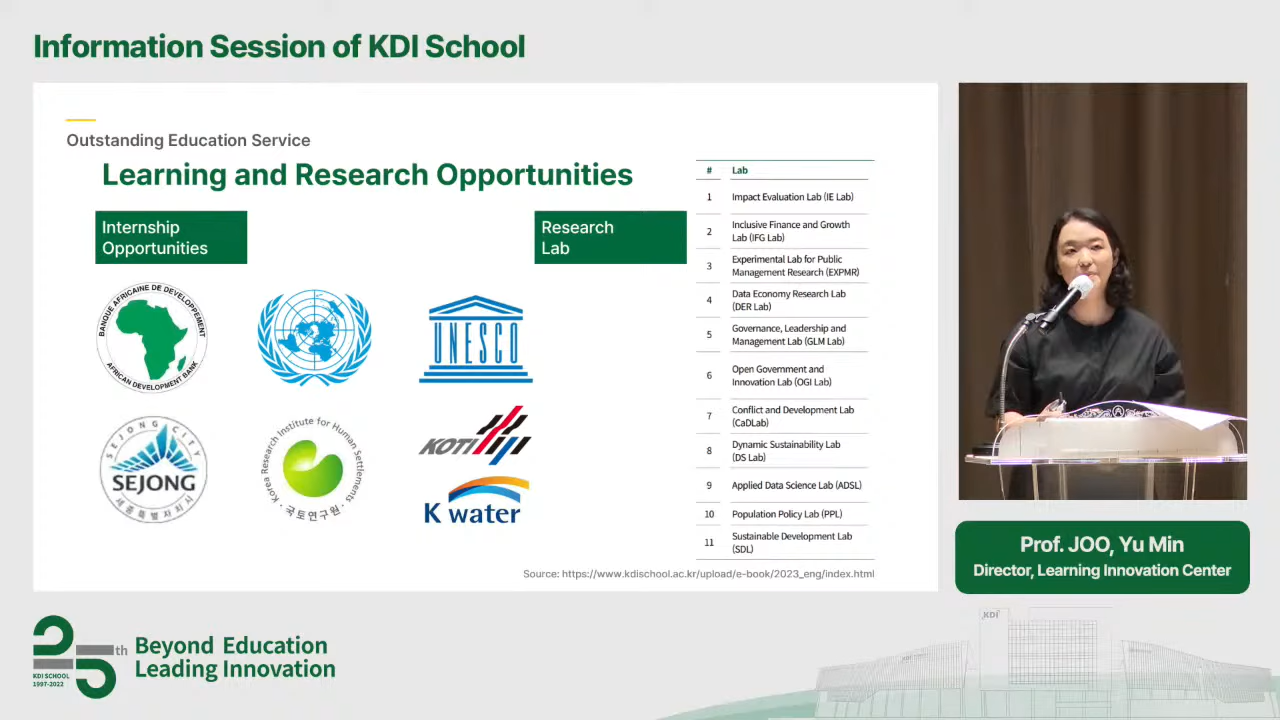 Information Session of KDI School
Outstanding Education Service
Learning and Research Opportunities
Internship
Opportunities
BANQUE AFRICAINE DE DEVELOPPEMENT
AFRICAN DEVELOPMENT BANK
UNESCO
SEJONG CITY
SEJONG
세종특별자치시
Korea Research Institute for Human Settlements
국토연구원
KOTI
K water
Research
Lab
# Lab
1 Impact Evaluation Lab (IE Lab)
2 Inclusive Finance and Growth
Lab (IFG Lab)
3 Experimental Lab for Public
Management Research (EXPMR)
4 Data Economy Research Lab
(DER Lab)
5 Governance, Leadership and
Management Lab (GLM Lab)
6 Open Government and
Innovation Lab (OGI Lab)
7 Conflict and Development Lab
(CaDLab)
8 Dynamic Sustainability Lab
(DS Lab)
9 Applied Data Science Lab (ADSL)
10 Population Policy Lab (PPL)
11 Sustainable Development Lab
(SDL)
Source: https://www.kdischool.ac.kr/upload/e-book/2023_eng/index.html
Prof. JOO, Yu Min
Director, Learning Innovation Center
25th
KDI SCHOOL
1997-2022
Beyond Education
Leading Innovation
KDI